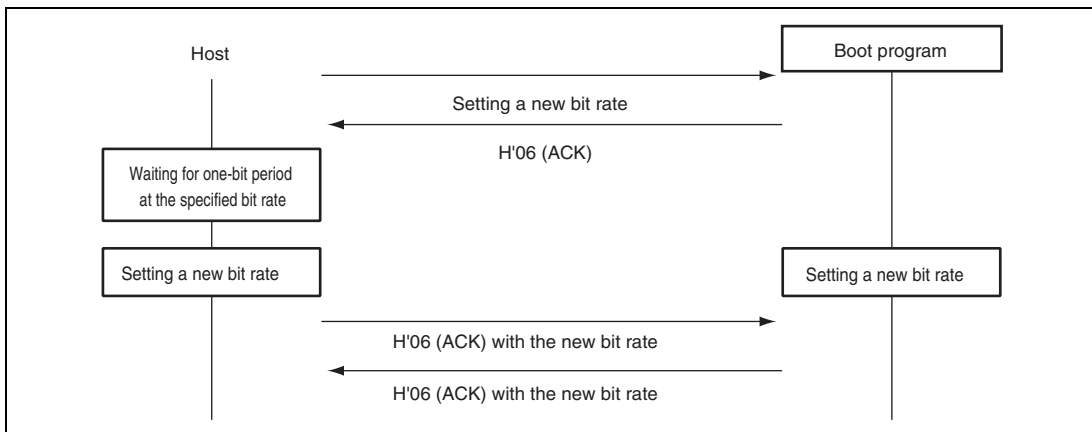 Host
Boot program
Setting a new bit rate
H'06 (ACK)
Waiting for one-bit period
at the specified bit rate
Setting a new bit rate
Setting a new bit rate
H'06 (ACK) with the new bit rate
H'06 (ACK) with the new bit rate